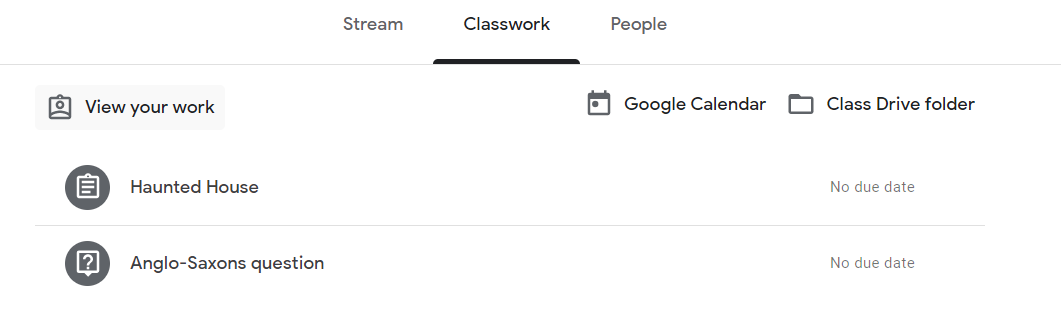 Stream Classwork People
View your work Google Calendar Class Drive folder
Haunted House No due date
Anglo-Saxons question No due date